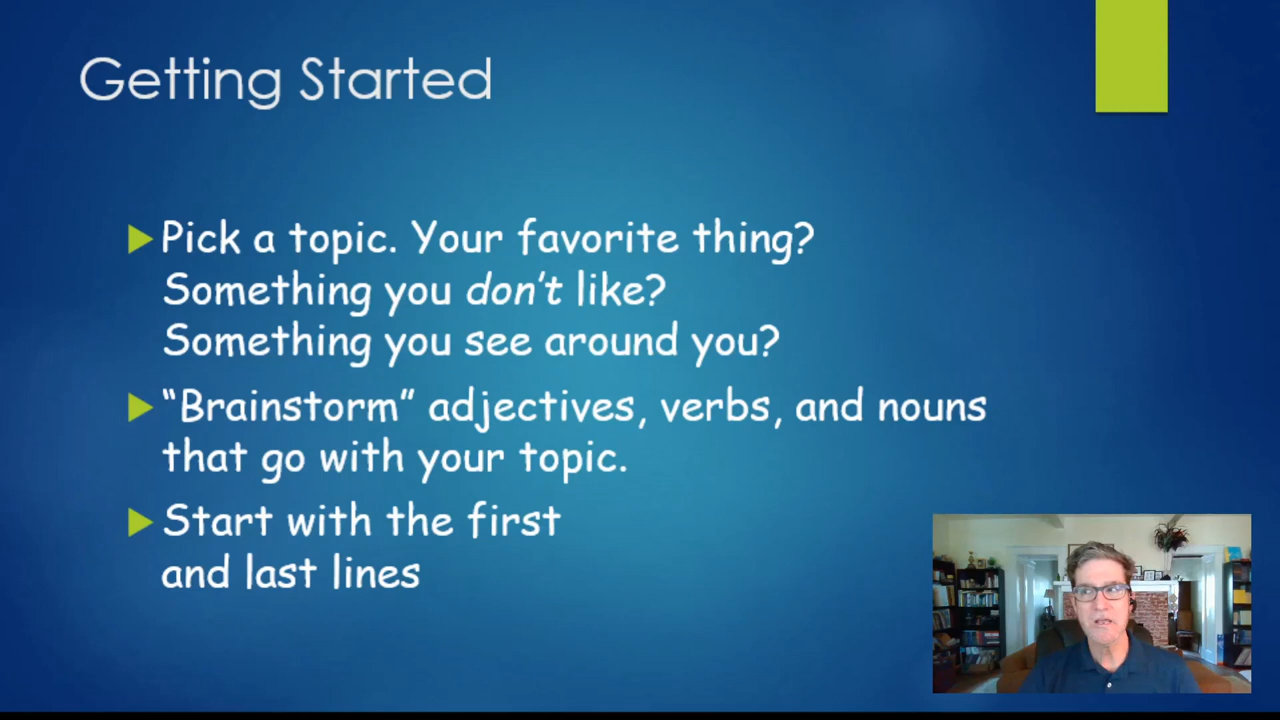 Getting Started
Pick a topic. Your favorite thing?
Something you don't like?
Something you see around you?
“Brainstorm” adjectives, verbs, and nouns
that go with your topic.
Start with the first
and last lines